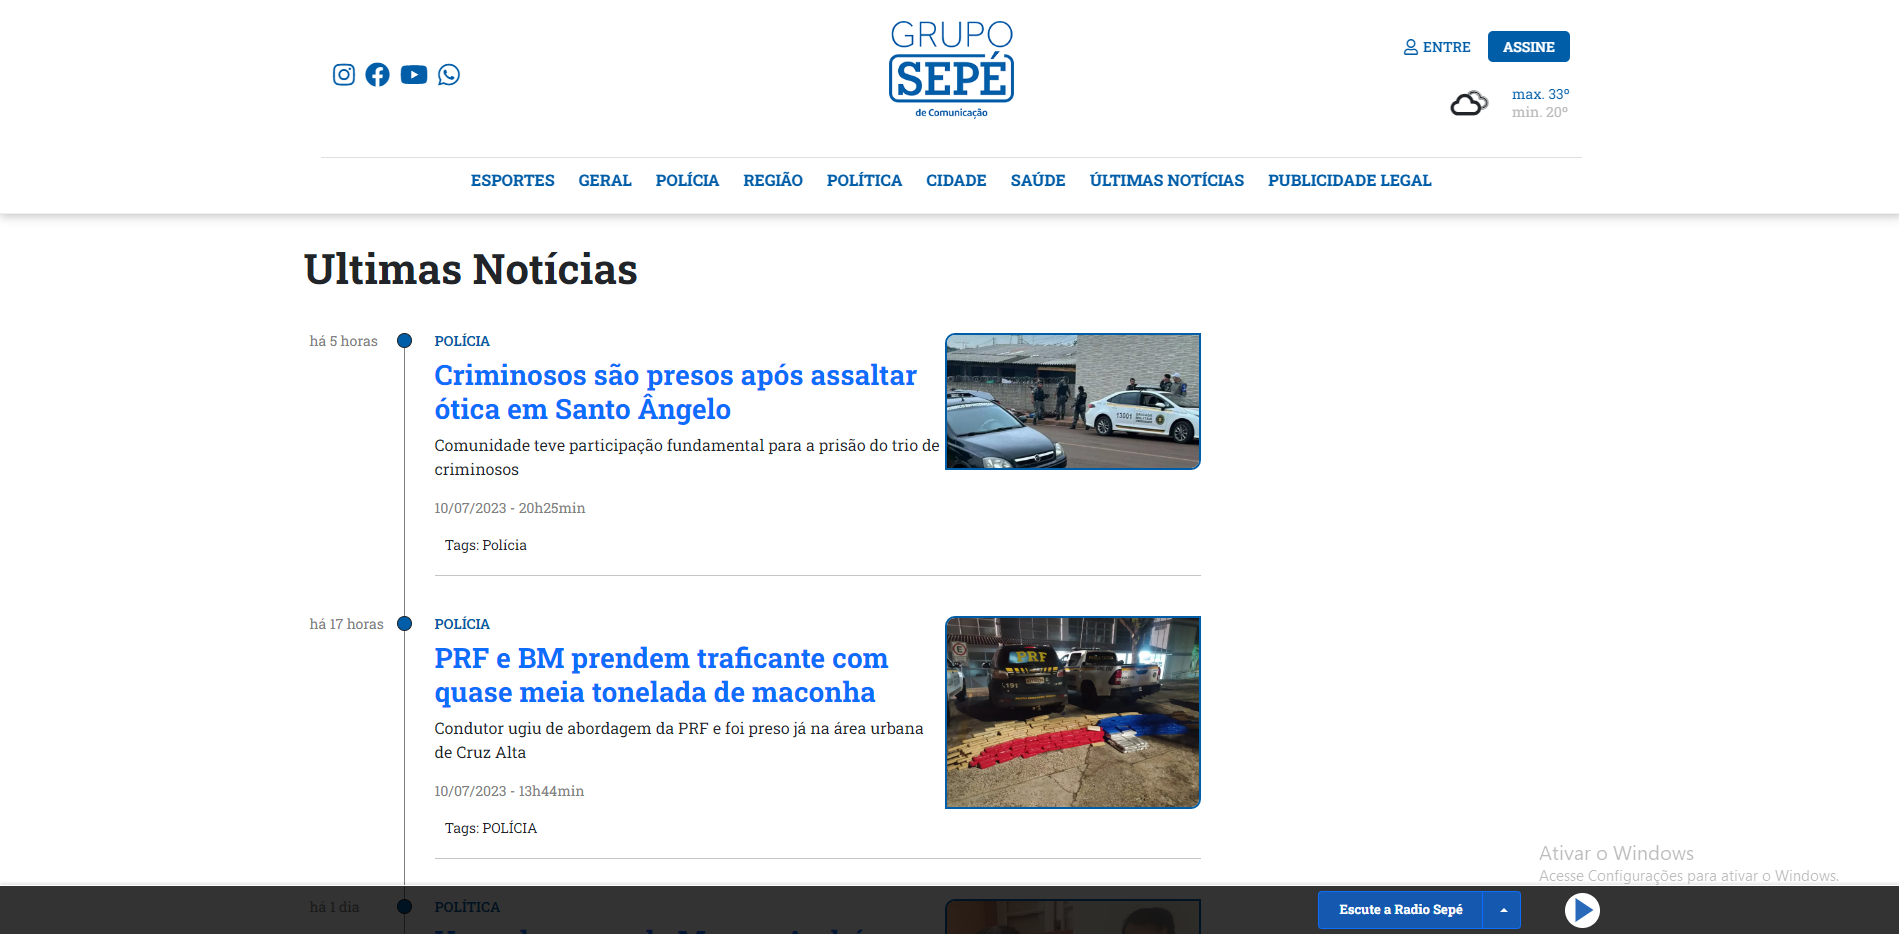 GRUPO
SEPÉ
de Comunicação
ENTRE
ASSINE
max. 33º
min. 20º
ESPORTES GERAL POLÍCIA REGIÃO POLÍTICA CIDADE SAÚDE ÚLTIMAS NOTÍCIAS PUBLICIDADE LEGAL
Ultimas Notícias
há 5 horas
POLÍCIA
Criminosos são presos após assaltar
ótica em Santo Ângelo
Comunidade teve participação fundamental para a prisão do trio de
criminosos
10/07/2023 - 20h25min
Tags: Polícia
13001
há 17 horas
POLÍCIA
PRF e BM prendem traficante com
quase meia tonelada de maconha
Condutor ugiu de abordagem da PRF e foi preso já na área urbana
de Cruz Alta
10/07/2023 - 13h44min
Tags: POLÍCIA
PRF
191
Ativar o Windows
Acesse Configurações para ativar o Windows.
há 1 dia
POLÍTICA
Escute a Radio Sepé